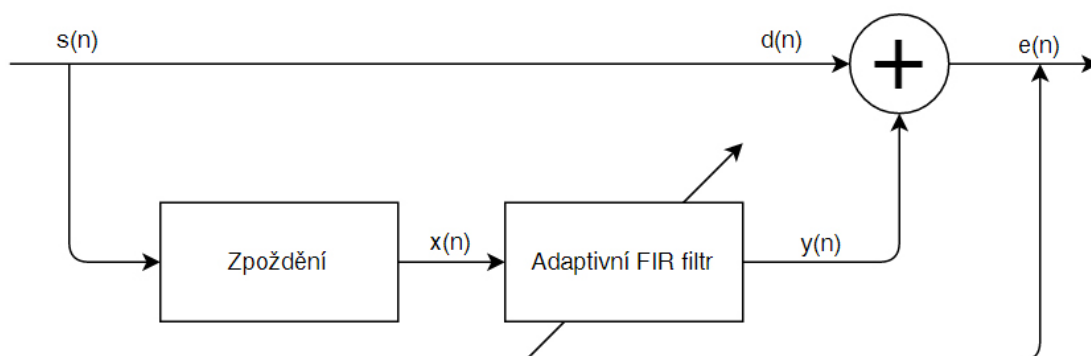 s(n)
d(n)
e(n)
Zpoždění
x(n)
Adaptivní FIR filtr
y(n)